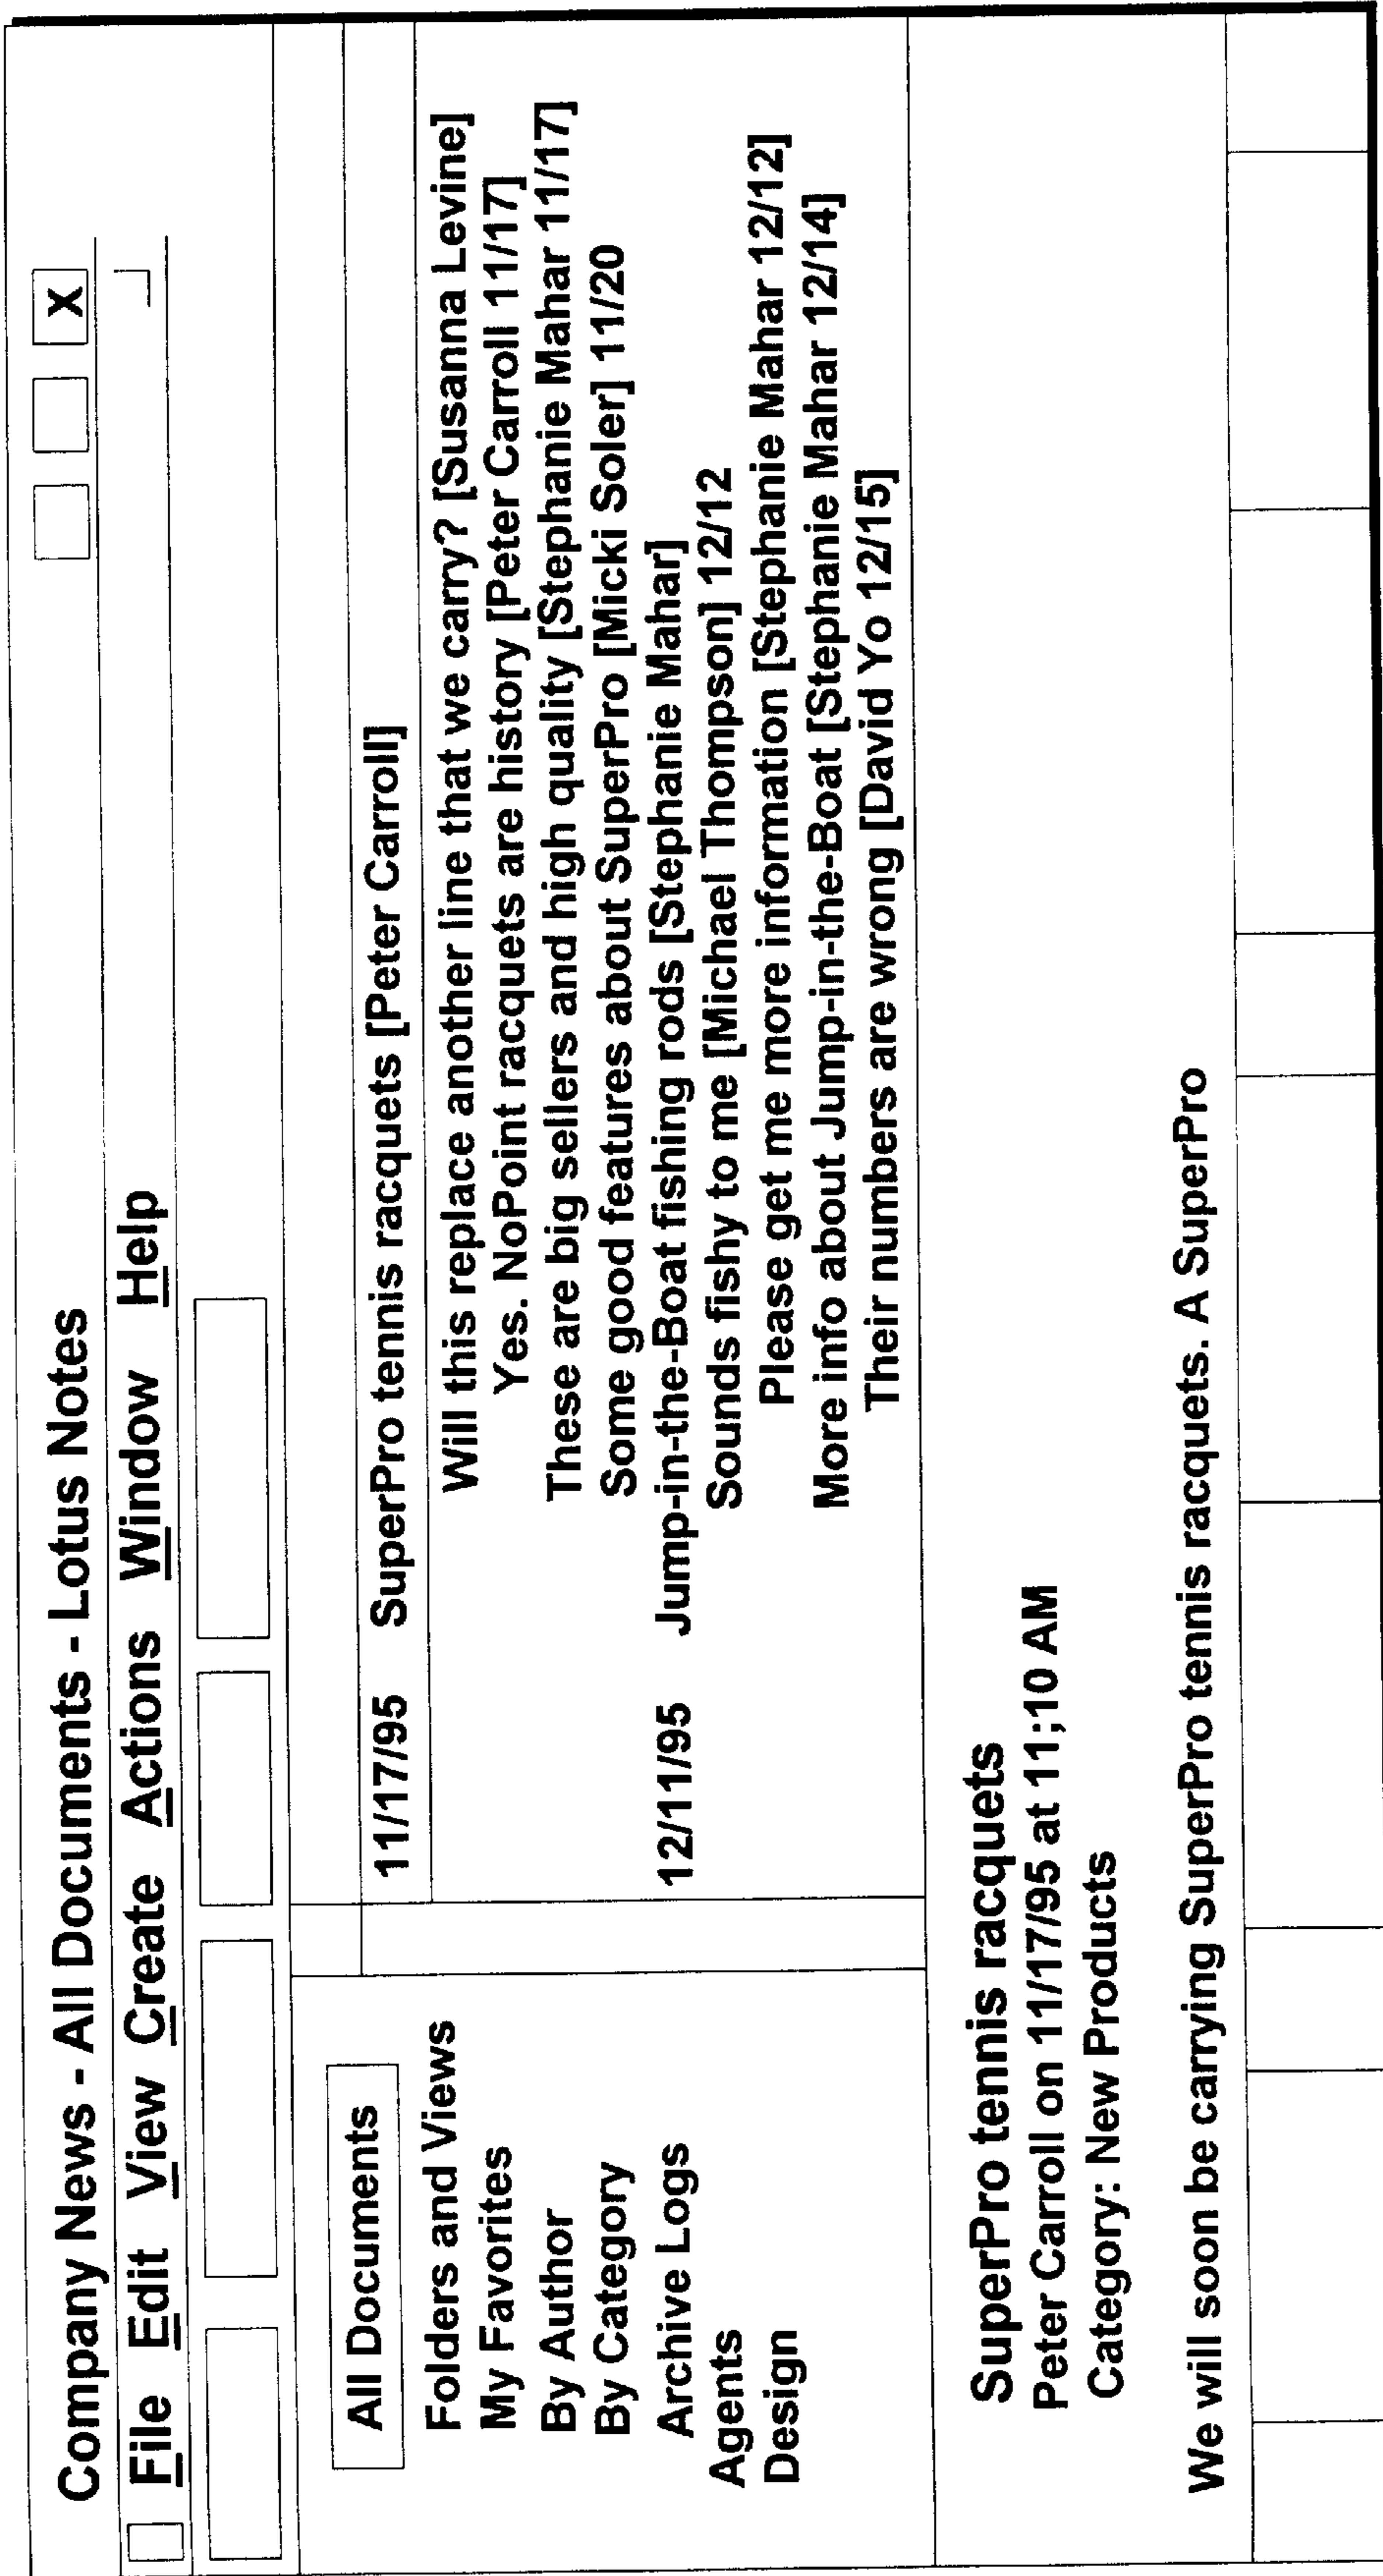 Company News - All Documents - Lotus Notes
X
File Edit View Create Actions Window Help
All Documents
Folders and Views
My Favorites
By Author
By Category
Archive Logs
Agents
Design
11/17/95 SuperPro tennis racquets [Peter Carroll]
Will this replace another line that we carry? [Susanna Levine]
Yes. NoPoint racquets are history [Peter Carroll 11/17]
These are big sellers and high quality [Stephanie Mahar 11/17]
Some good features about SuperPro [Micki Soler] 11/20
12/11/95 Jump-in-the-Boat fishing rods [Stephanie Mahar]
Sounds fishy to me [Michael Thompson] 12/12
Please get me more information [Stephanie Mahar 12/12]
More info about Jump-in-the-Boat [Stephanie Mahar 12/14]
Their numbers are wrong [David Yo 12/15]
SuperPro tennis racquets
Peter Carroll on 11/17/95 at 11;10 AM
Category: New Products
We will soon be carrying SuperPro tennis racquets. A SuperPro